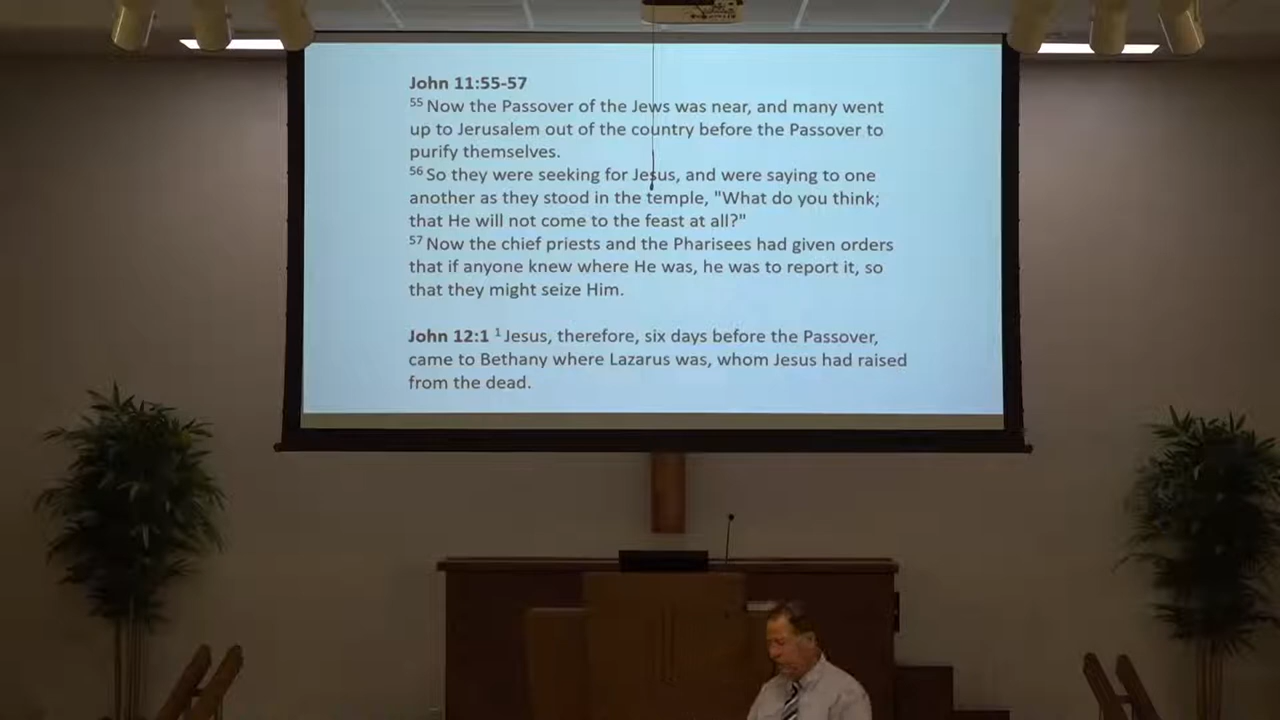 John 11:55-57
55 Now the Passover of the Jews was near, and many went
up to Jerusalem out of the country before the Passover to
purify themselves.
56 So they were seeking for Jesus, and were saying to one
another as they stood in the temple, "What do you think;
that He will not come to the feast at all?"
57 Now the chief priests and the Pharisees had given orders
that if anyone knew where He was, he was to report it, so
that they might seize Him.
John 12:1 1 Jesus, therefore, six days before the Passover,
came to Bethany where Lazarus was, whom Jesus had raised
from the dead.